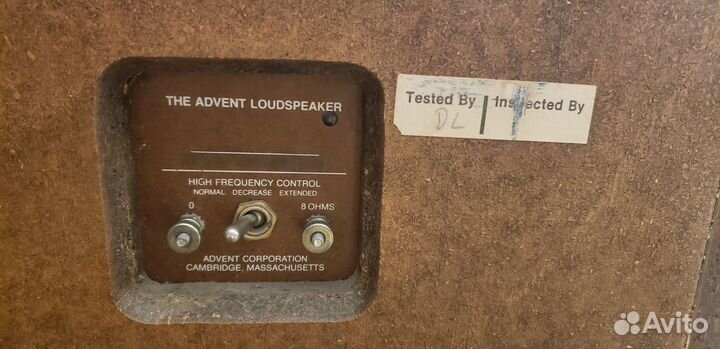 THE ADVENT LOUDSPEAKER
HIGH FREQUENCY CONTROL
NORMAL DECREASE EXTENDED
0 8 OHMS
ADVENT CORPORATION
CAMBRIDGE, MASSACHUSETTS
Tested By Inspected By
DL
Avito